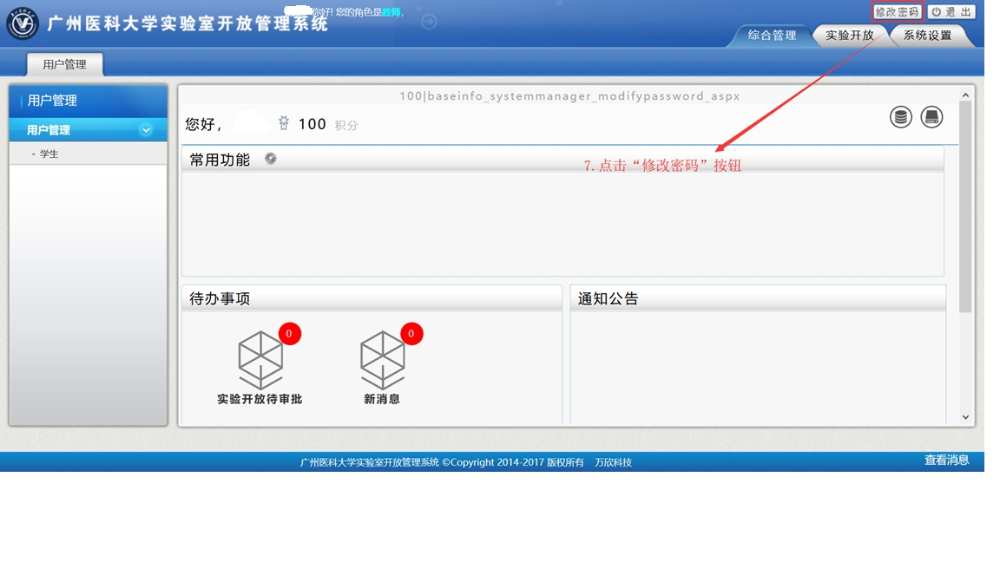 广州医科大学实验室开放管理系统
你好! 您的角色是教师,
修改密码
退 出
综合管理
实验开放
系统设置
用户管理
用户管理
用户管理
· 学生
100|baseinfo_systemmanager_modifypassword_aspx
您好,
100 积分
常用功能
7.点击“修改密码”按钮
待办事项
通知公告
0
0
实验开放待审批
新消息
广州医科大学实验室开放管理系统 ©Copyright 2014-2017 版权所有 万欣科技
查看消息